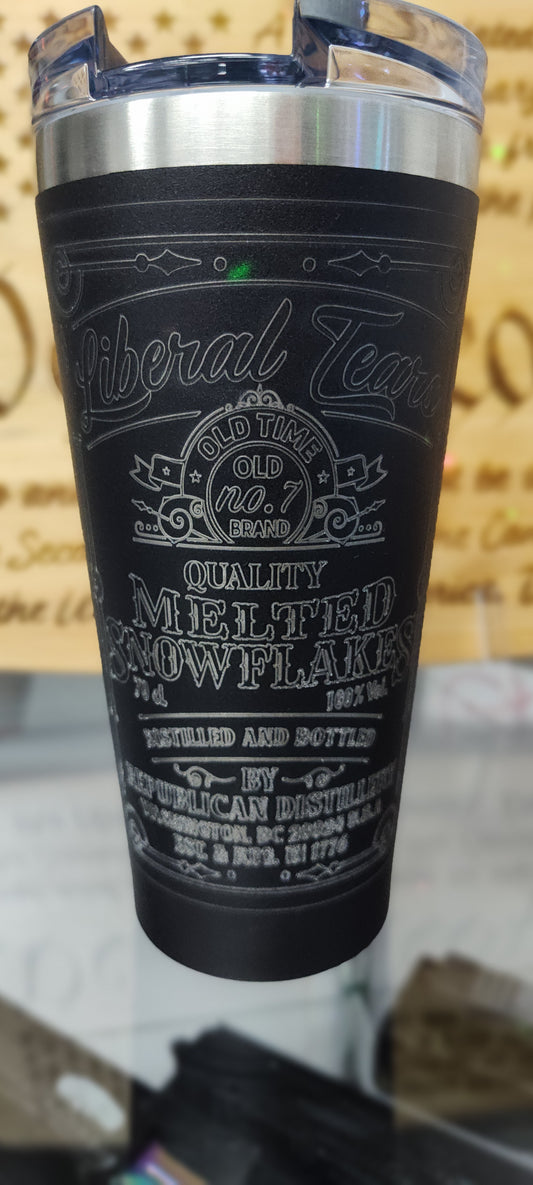 Liberal Tears
OLD TIME
OLD
no.7
BRAND
QUALITY
MELTED
SNOWFLAKES
70 cl 100% Vol.
DISTILLED AND BOTTLED
BY
REPUBLICAN DISTILLERY
WASHINGTON, DC U.S.A
EST. & IN 1776